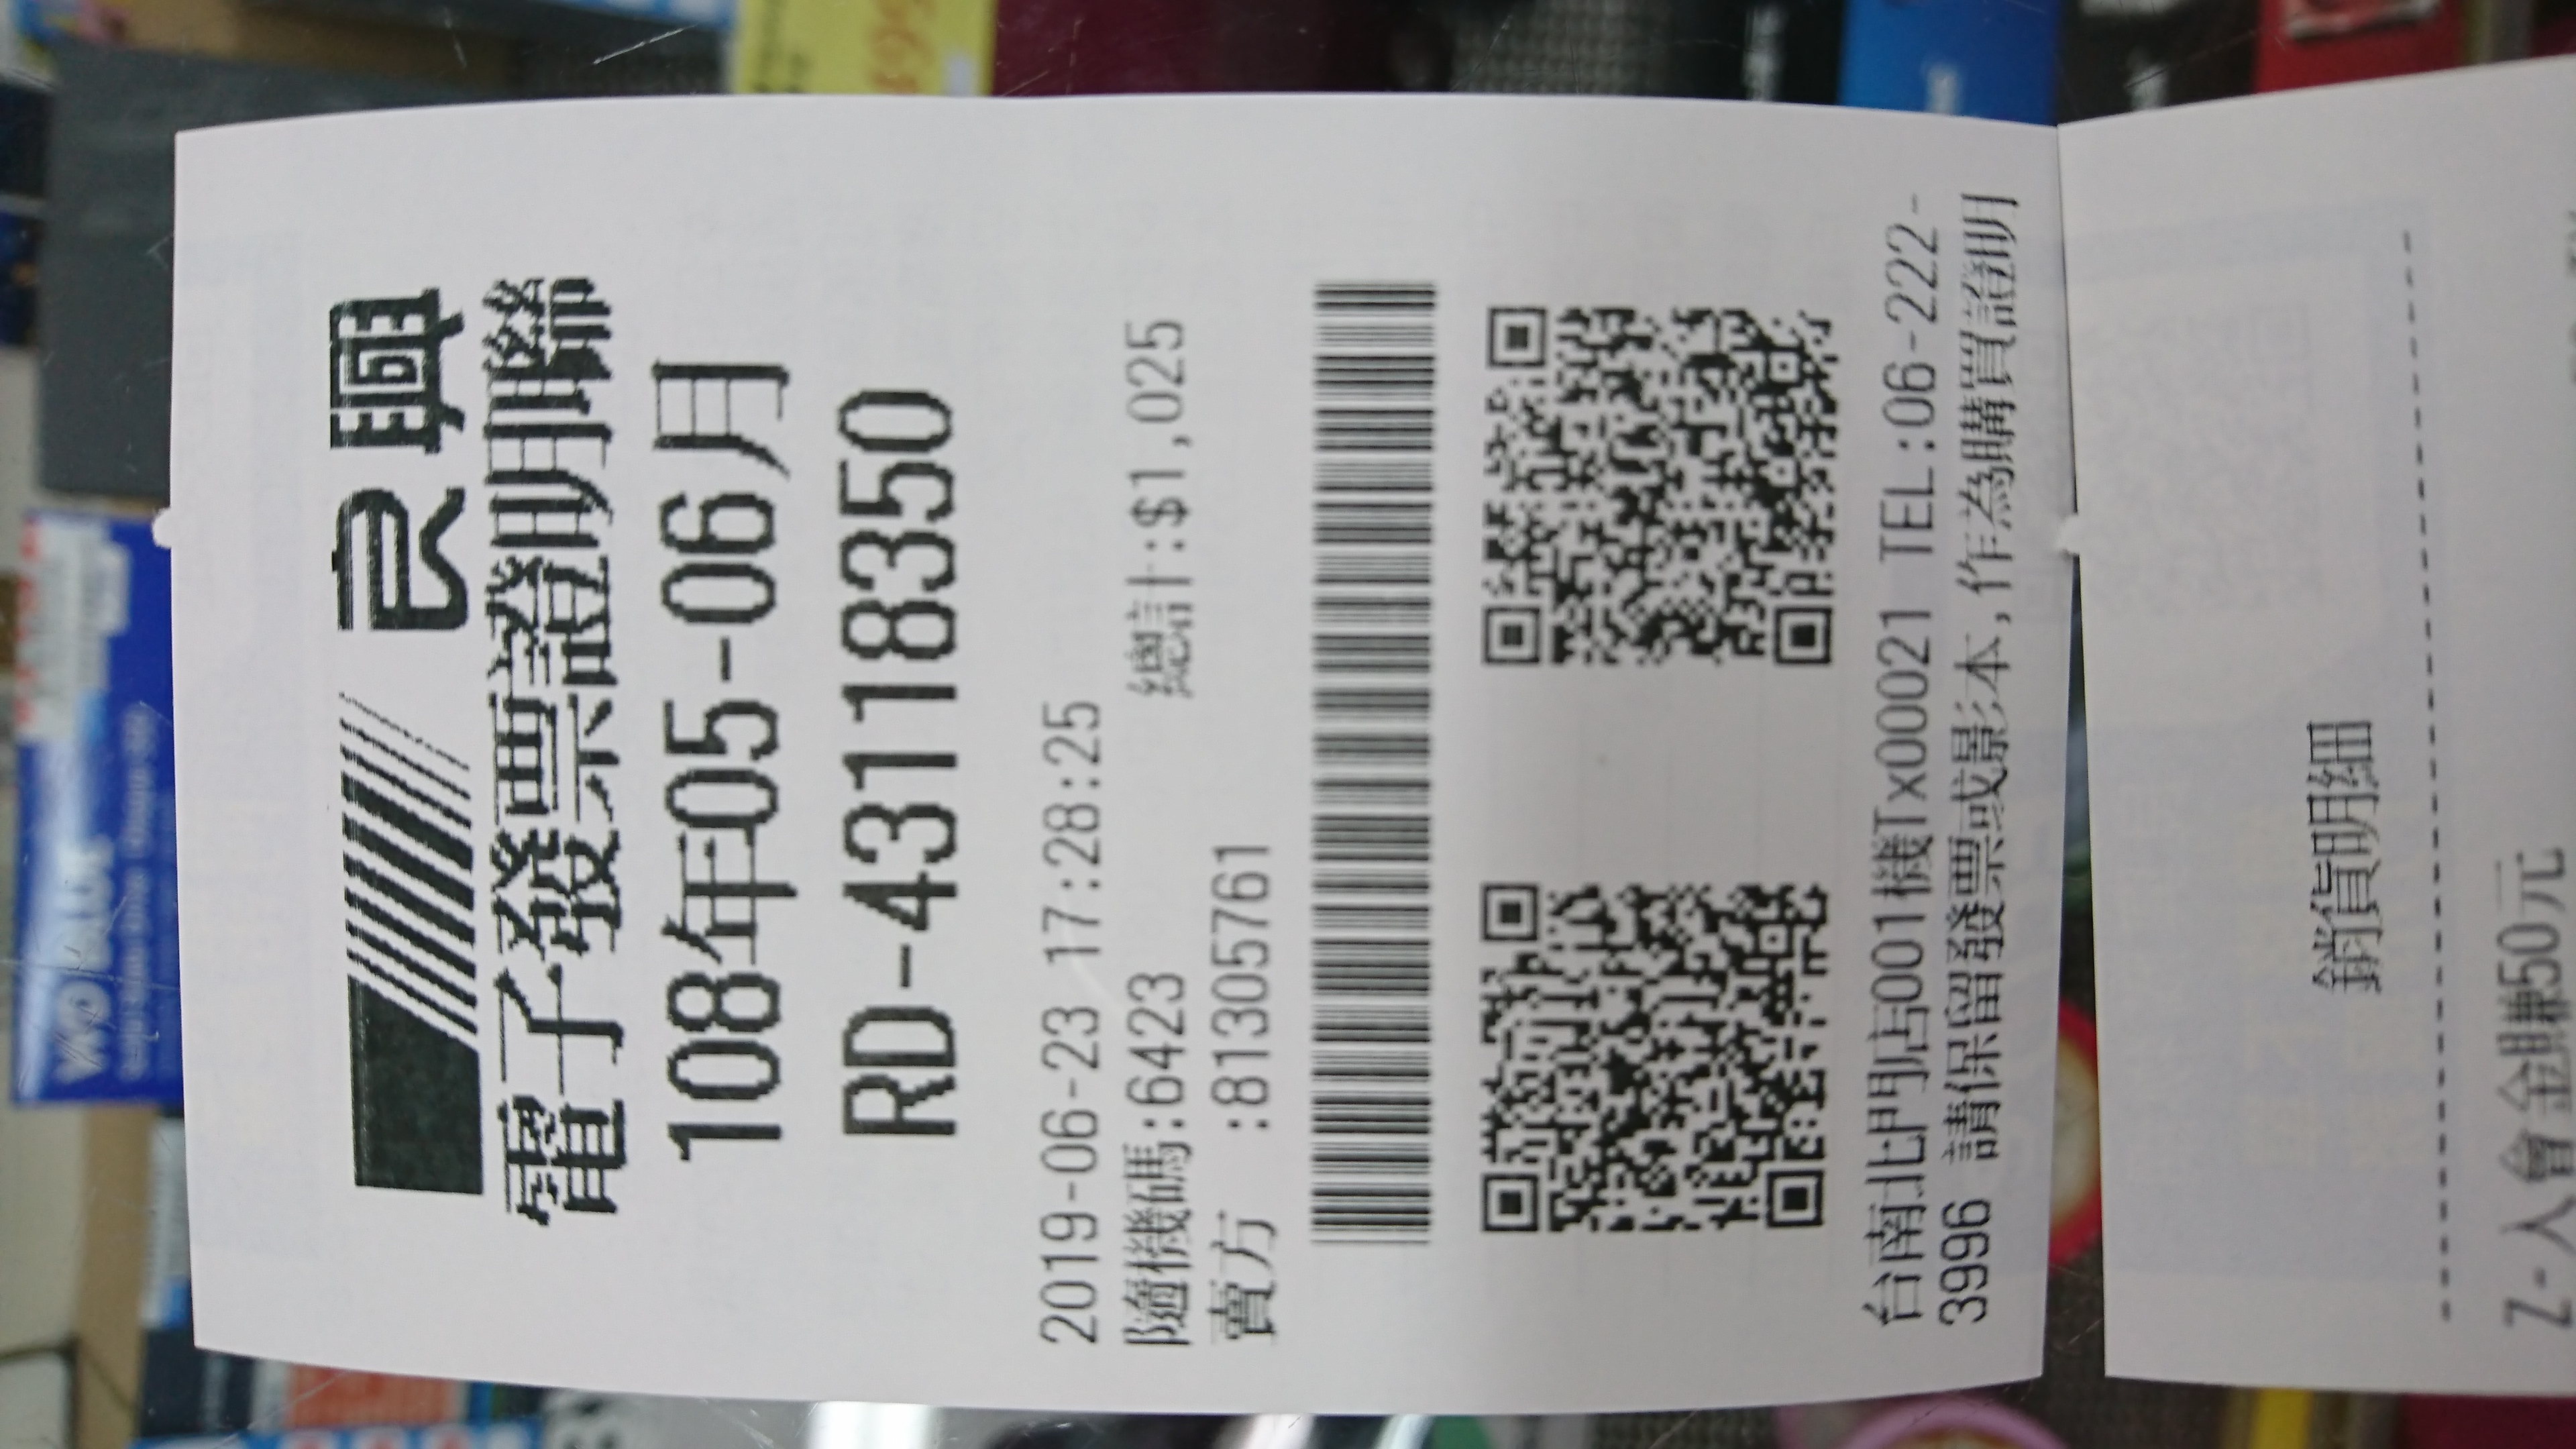 WD BLUE
良興
電子發票證明聯
108年05-06月
RD-43118350
2019-06-23 17:28:25
隨機碼:6423 總計:$1,025
賣方 :81305761
台南北門店001機Tx00021 TEL:06-222-
3996 請保留發票或影本,作為購買證明
銷貨明細
Z-入會金賺50元